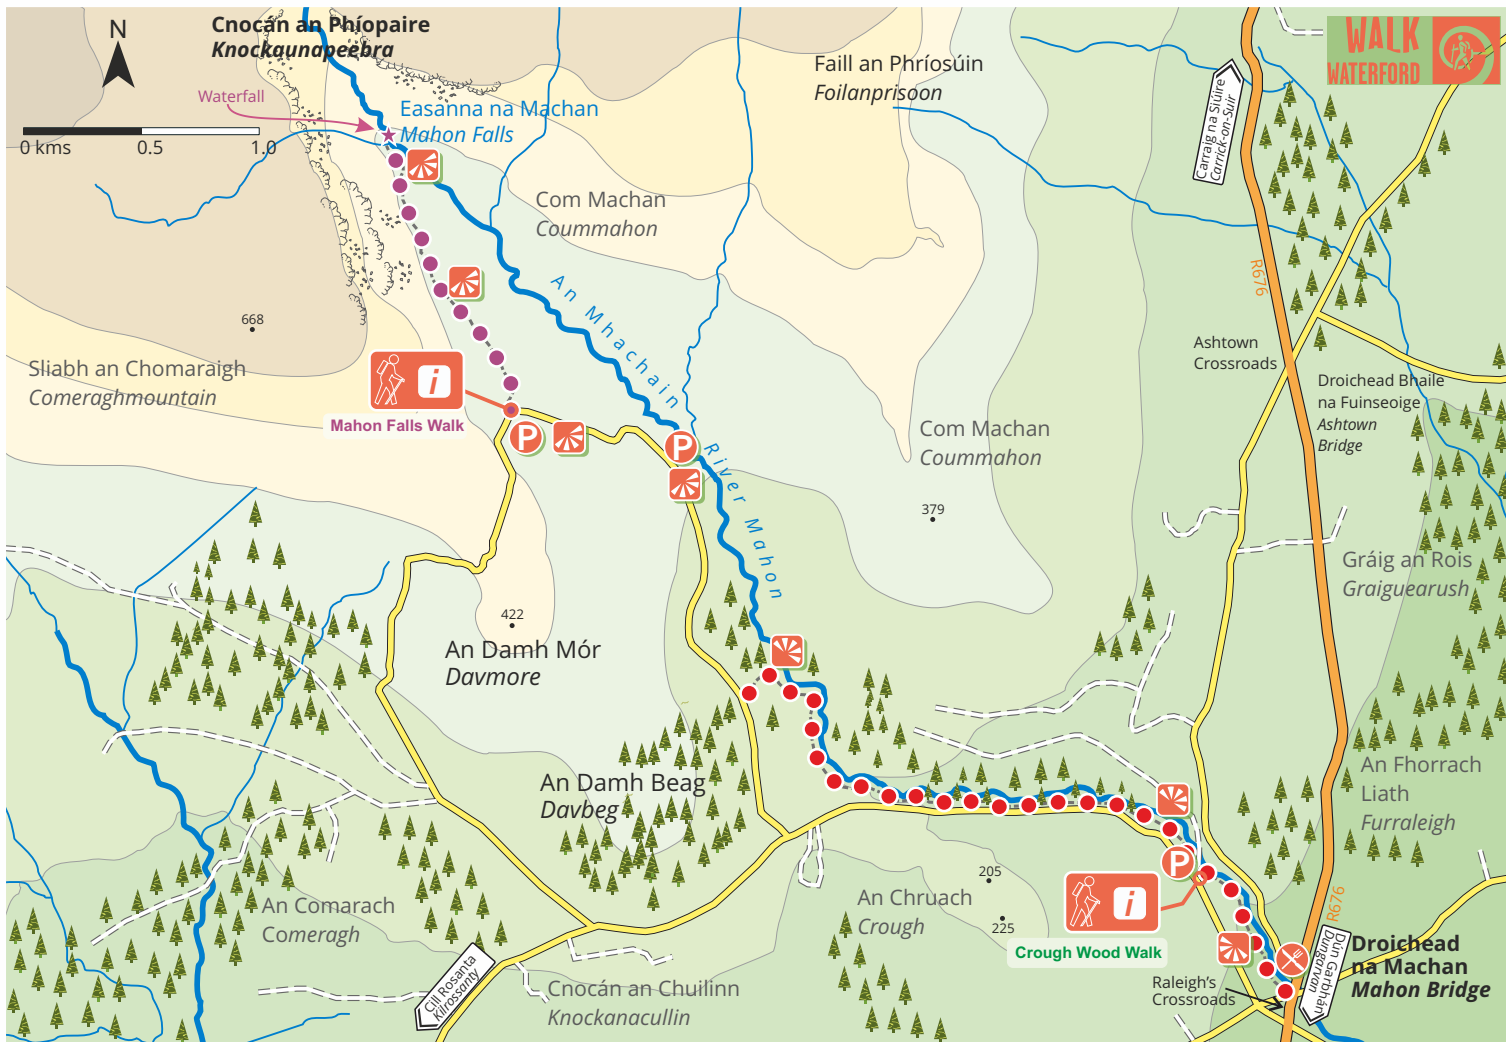 N
Cnocán an Phíopaire
Knockaunapeebra
Waterfall
Easanna na Machan
Mahon Falls
0 kms 0.5 1.0
Faill an Phríosúin
Foilanprisoon
Carraig na Siúire
Carrick-on-Suir
WALK
WATERFORD
Com Machan
Coummahon
R676
An Mhachain
River Mahon
668
Sliabh an Chomaraigh
Comeraghmountain
i
Mahon Falls Walk
P
P
Ashtown
Crossroads
Droichead Bhaile
na Fuinseoige
Ashtown
Bridge
Com Machan
Coummahon
379
Gráig an Rois
Graiguearush
422
An Damh Mór
Davmore
An Damh Beag
Davbeg
An Fhorrach
Liath
Furraleigh
P
205
225
An Chruach
Crough
i
Crough Wood Walk
R676
An Comarach
Comeragh
Cill Rosanta
Kilrossanty
Cnocán an Chuilinn
Knockanacullin
Raleigh's
Crossroads
Dún Garbhán
Dungarvan
Droichead
na Machan
Mahon Bridge